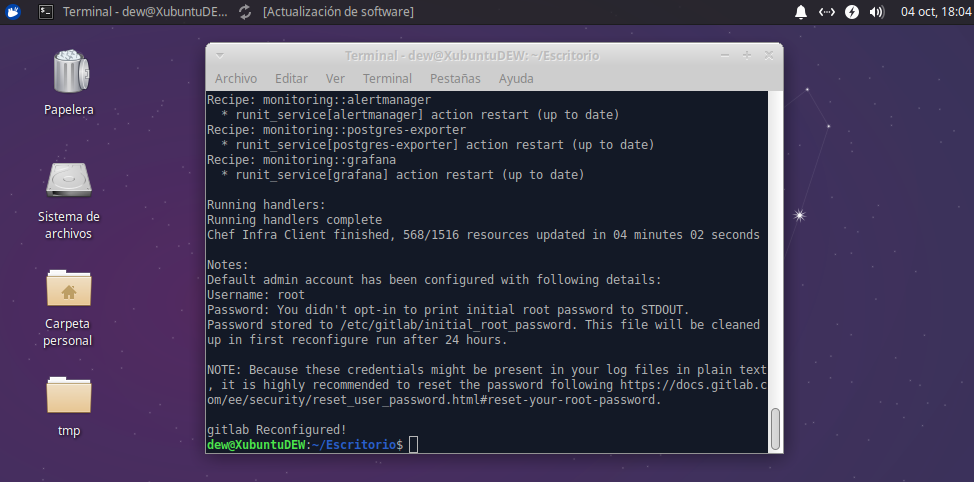 Terminal - dew@XubuntuDE...
[Actualización de software]
04 oct, 18:04
Papelera
Sistema de
archivos
Carpeta
personal
tmp
Terminal - dew@XubuntuDEW: ~/Escritorio
Archivo Editar Ver Terminal Pestañas Ayuda
Recipe: monitoring::alertmanager
  * runit_service[alertmanager] action restart (up to date)
Recipe: monitoring::postgres-exporter
  * runit_service[postgres-exporter] action restart (up to date)
Recipe: monitoring::grafana
  * runit_service[grafana] action restart (up to date)
Running handlers:
Running handlers complete
Chef Infra Client finished, 568/1516 resources updated in 04 minutes 02 seconds
Notes:
Default admin account has been configured with following details:
Username: root
Password: You didn't opt-in to print initial root password to STDOUT.
Password stored to /etc/gitlab/initial_root_password. This file will be cleaned
up in first reconfigure run after 24 hours.
NOTE: Because these credentials might be present in your log files in plain text
, it is highly recommended to reset the password following https://docs.gitlab.c
om/ee/security/reset_user_password.html#reset-your-root-password.
gitlab Reconfigured!
dew@XubuntuDEW:~/Escritorio$